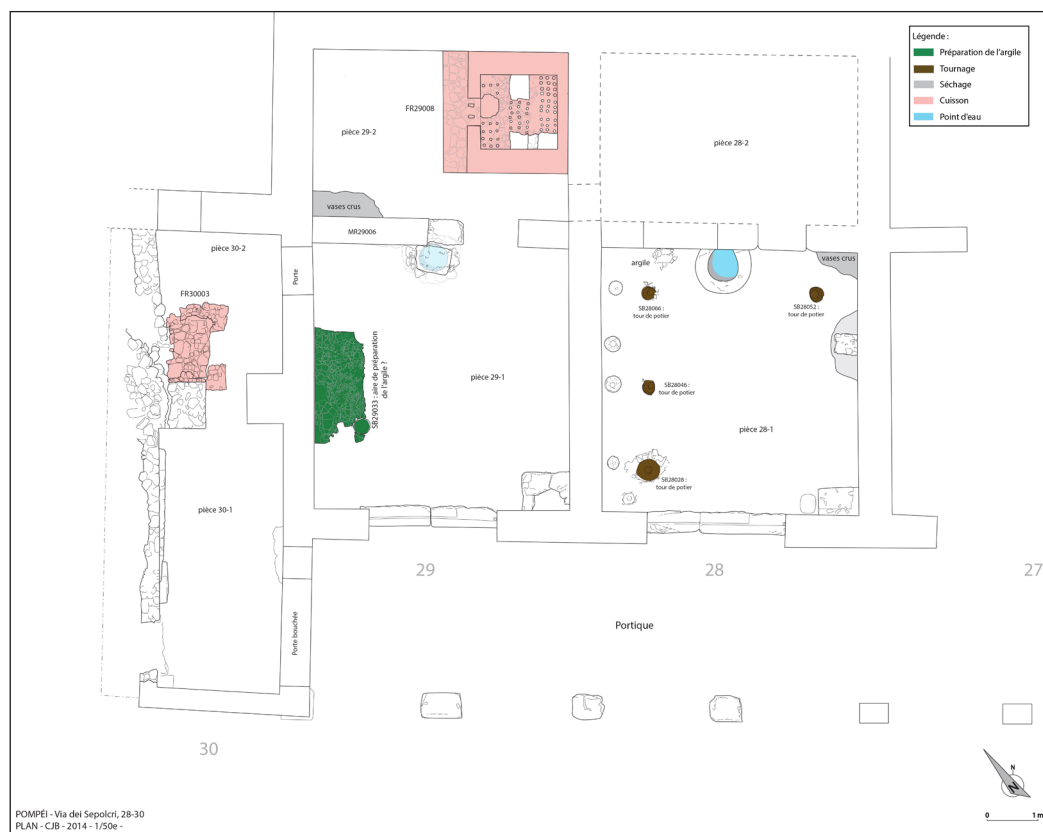 Légende :
Préparation de l'argile
Tournage
Séchage
Cuisson
Point d'eau
FR29008
pièce 29-2
pièce 28-2
vases crus
MR29006
pièce 30-2
Porte
argile
vases crus
FR30003
SB28066 :
tour de potier
SB28052 :
tour de potier
SB29033 : aire de préparation
de l'argile ?
pièce 29-1
SB28046 :
tour de potier
pièce 28-1
SB28028 :
tour de potier
pièce 30-1
29
28
27
Porte bouchée
Portique
30
N
N
0 1 m
POMPÉI - Via dei Sepolcri, 28-30
PLAN - CJB - 2014 - 1/50e -